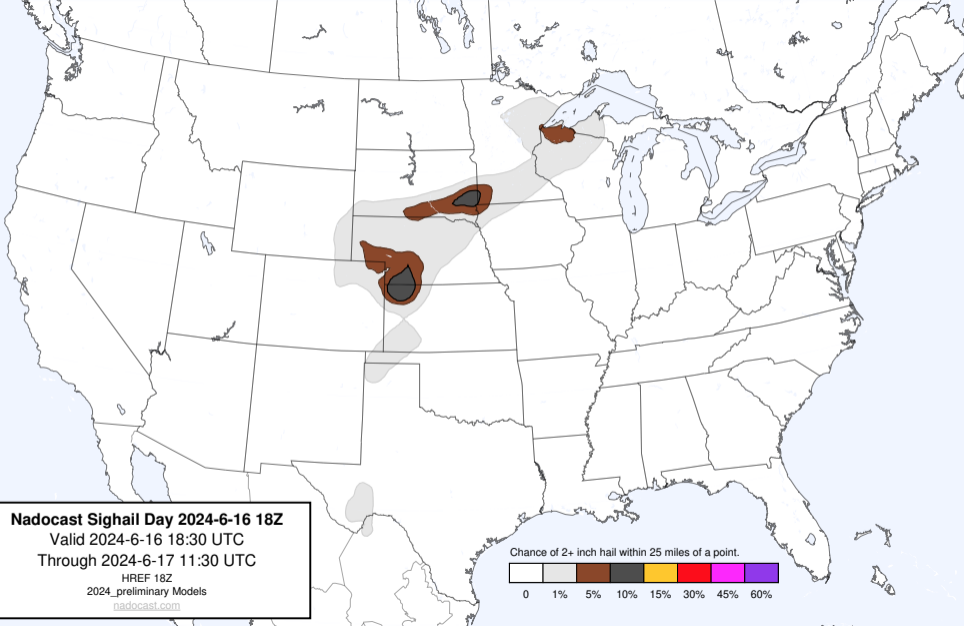 Nadocast Sighail Day 2024-6-16 18Z
Valid 2024-6-16 18:30 UTC
Through 2024-6-17 11:30 UTC
HREF 18Z
2024_preliminary Models
nadocast.com
Chance of 2+ inch hail within 25 miles of a point.
0 1% 5% 10% 15% 30% 45% 60%